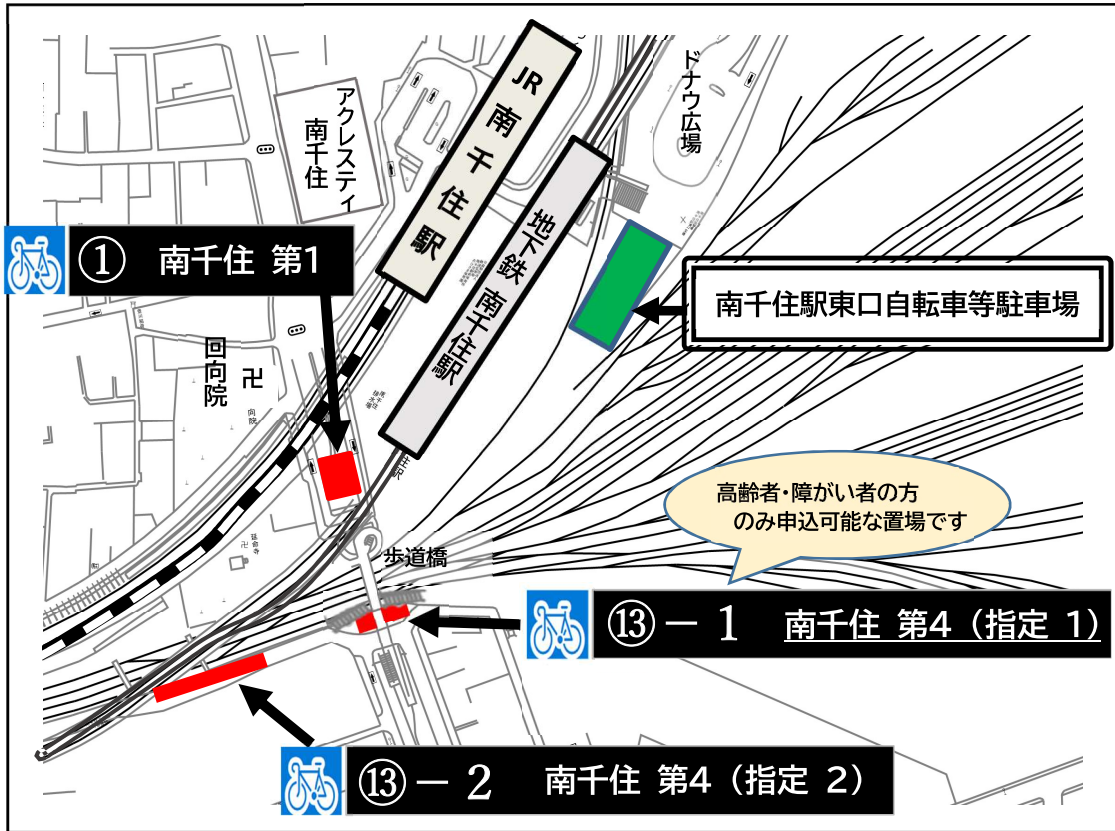 JR 南千住駅
地下鉄 南千住駅
ドナウ広場
アクレスティ
南千住
① 南千住 第1
南千住駅東口自転車等駐車場
回向院
卍
高齢者・障がい者の方
のみ申込可能な置場です
歩道橋
⑬－1 南千住 第4（指定 1）
⑬－2 南千住 第4（指定 2）